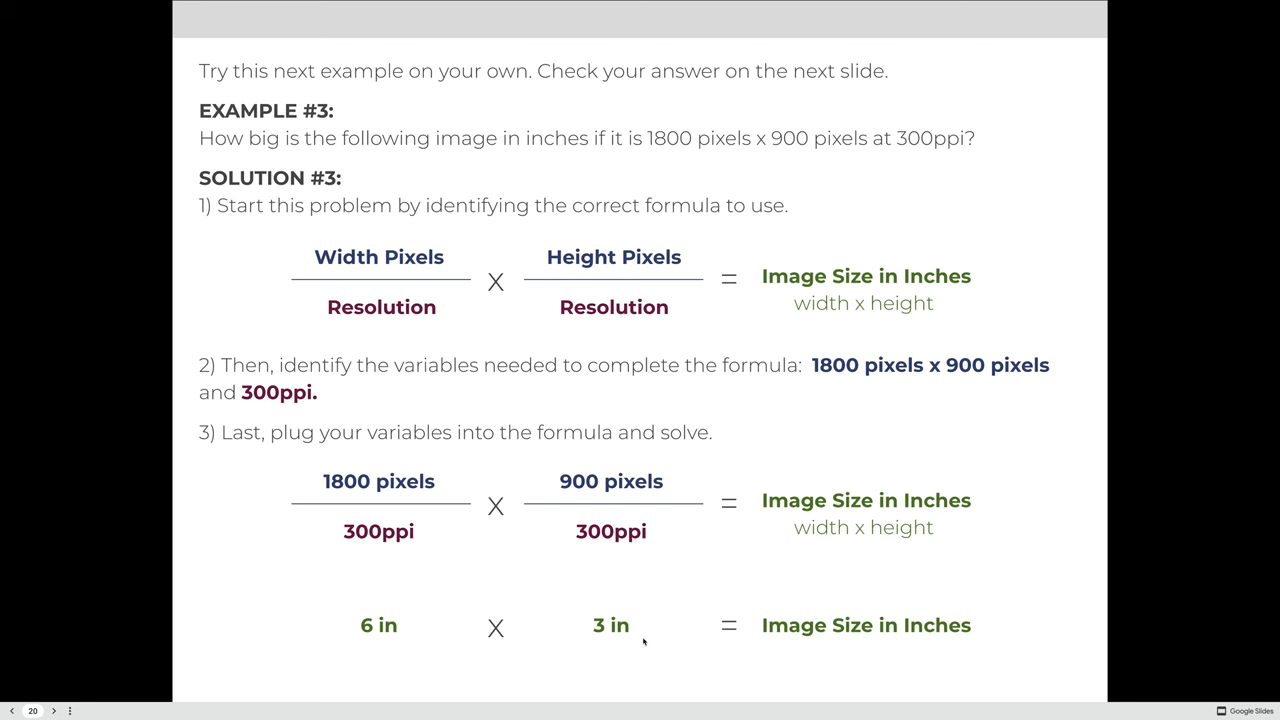 Try this next example on your own. Check your answer on the next slide.
EXAMPLE #3:
How big is the following image in inches if it is 1800 pixels x 900 pixels at 300ppi?
SOLUTION #3:
1) Start this problem by identifying the correct formula to use.
Width Pixels X Height Pixels = Image Size in Inches
Resolution Resolution width x height
2) Then, identify the variables needed to complete the formula: 1800 pixels x 900 pixels
and 300ppi.
3) Last, plug your variables into the formula and solve.
1800 pixels X 900 pixels = Image Size in Inches
300ppi 300ppi width x height
6 in X 3 in = Image Size in Inches
20
Google Slides